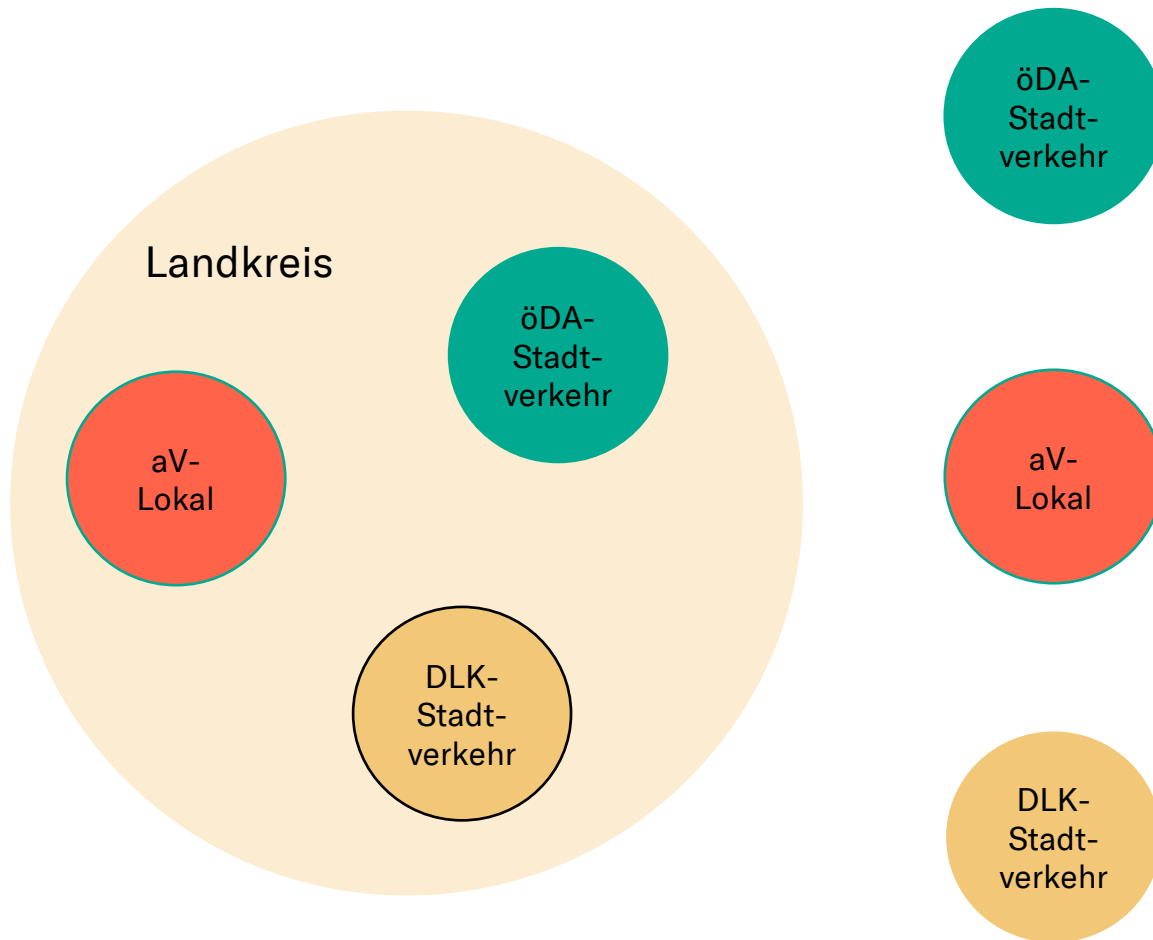 Landkreis
öDA-
Stadt-
verkehr
aV-
Lokal
DLK-
Stadt-
verkehr
öDA-
Stadt-
verkehr
aV-
Lokal
DLK-
Stadt-
verkehr